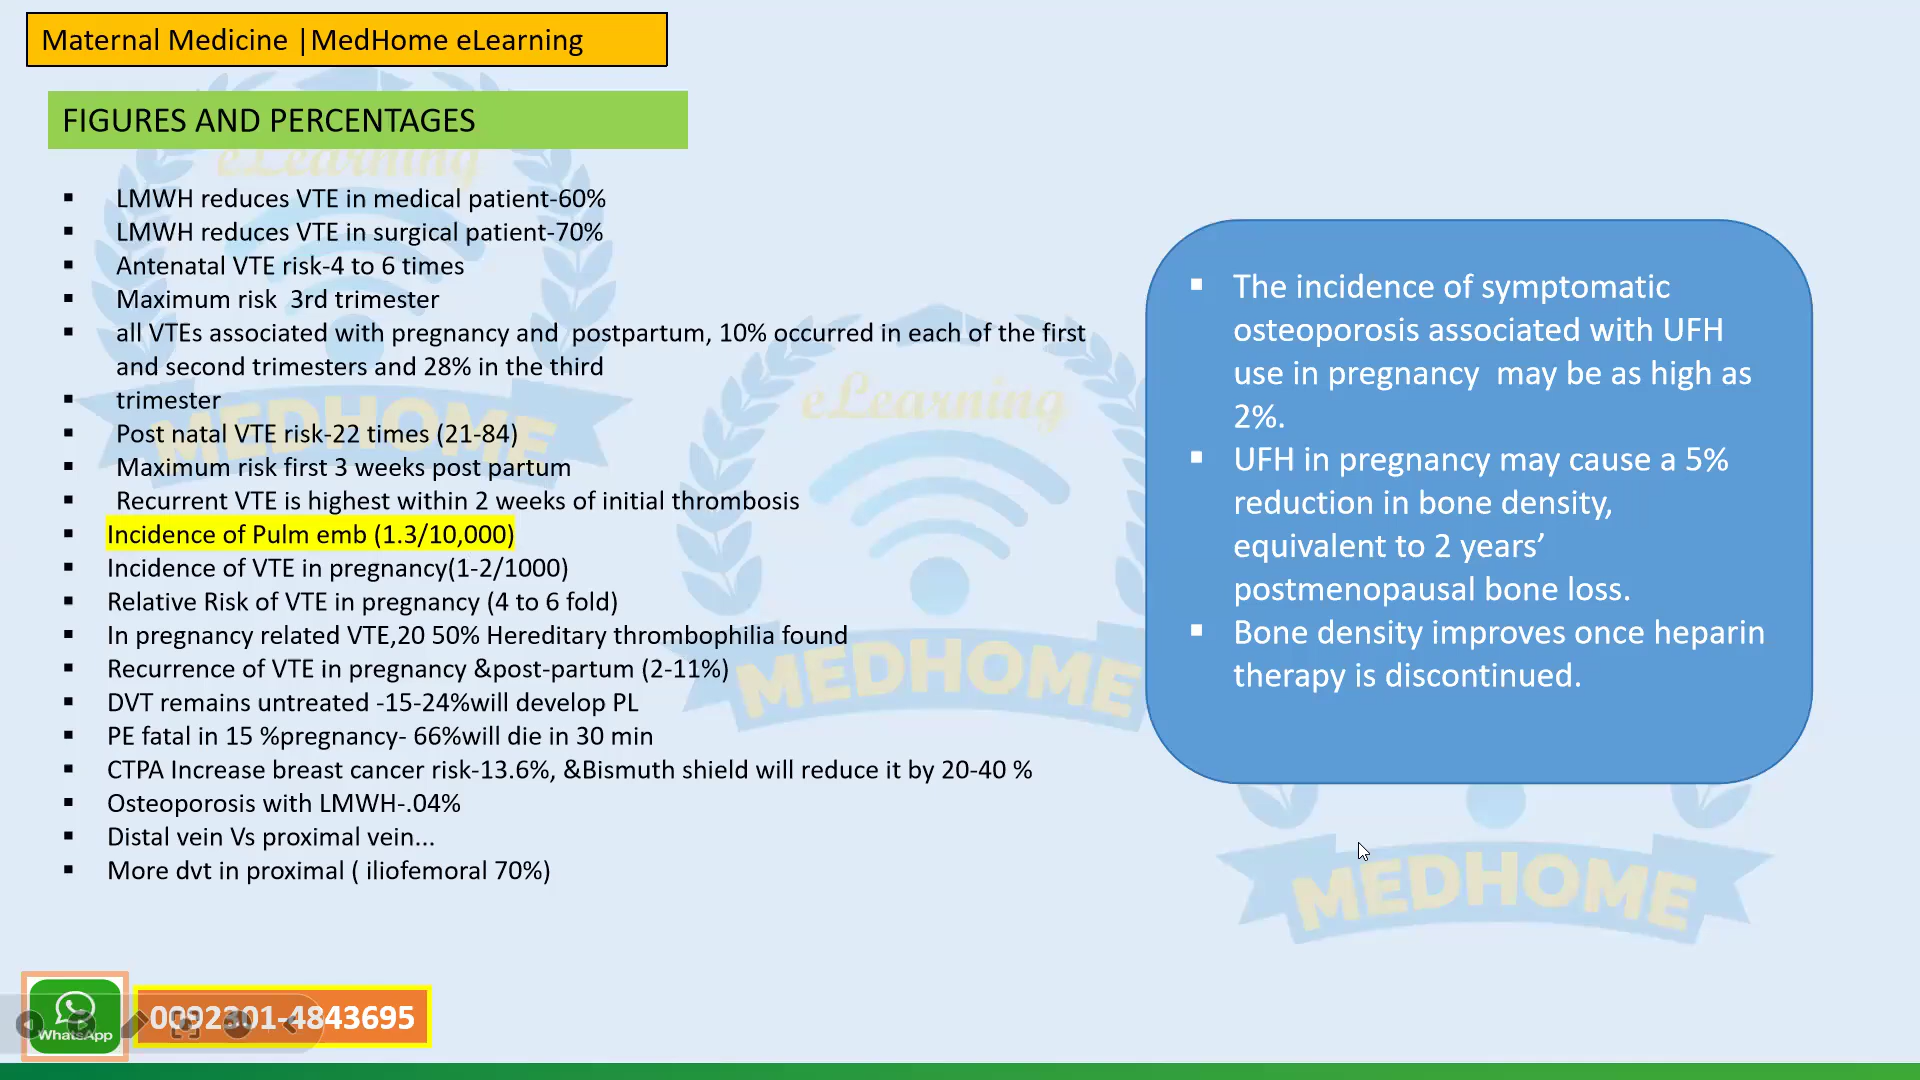 Maternal Medicine |MedHome eLearning
FIGURES AND PERCENTAGES
eLearning
MEDHOME
▪ LMWH reduces VTE in medical patient-60%
▪ LMWH reduces VTE in surgical patient-70%
▪ Antenatal VTE risk-4 to 6 times
▪ Maximum risk 3rd trimester
▪ all VTEs associated with pregnancy and postpartum, 10% occurred in each of the first
and second trimesters and 28% in the third
▪ trimester
▪ Post natal VTE risk-22 times (21-84)
▪ Maximum risk first 3 weeks post partum
▪ Recurrent VTE is highest within 2 weeks of initial thrombosis
▪ Incidence of Pulm emb (1.3/10,000)
▪ Incidence of VTE in pregnancy(1-2/1000)
▪ Relative Risk of VTE in pregnancy (4 to 6 fold)
▪ In pregnancy related VTE,20 50% Hereditary thrombophilia found
▪ Recurrence of VTE in pregnancy &post-partum (2-11%)
▪ DVT remains untreated -15-24%will develop PL
▪ PE fatal in 15 %pregnancy- 66%will die in 30 min
▪ CTPA Increase breast cancer risk-13.6%, &Bismuth shield will reduce it by 20-40 %
▪ Osteoporosis with LMWH-.04%
▪ Distal vein Vs proximal vein...
▪ More dvt in proximal ( iliofemoral 70%)
eLearning
MEDHOME
▪ The incidence of symptomatic
osteoporosis associated with UFH
use in pregnancy may be as high as
2%.
▪ UFH in pregnancy may cause a 5%
reduction in bone density,
equivalent to 2 years’
postmenopausal bone loss.
▪ Bone density improves once heparin
therapy is discontinued.
MEDHOME
WhatsApp
0092301-4843695